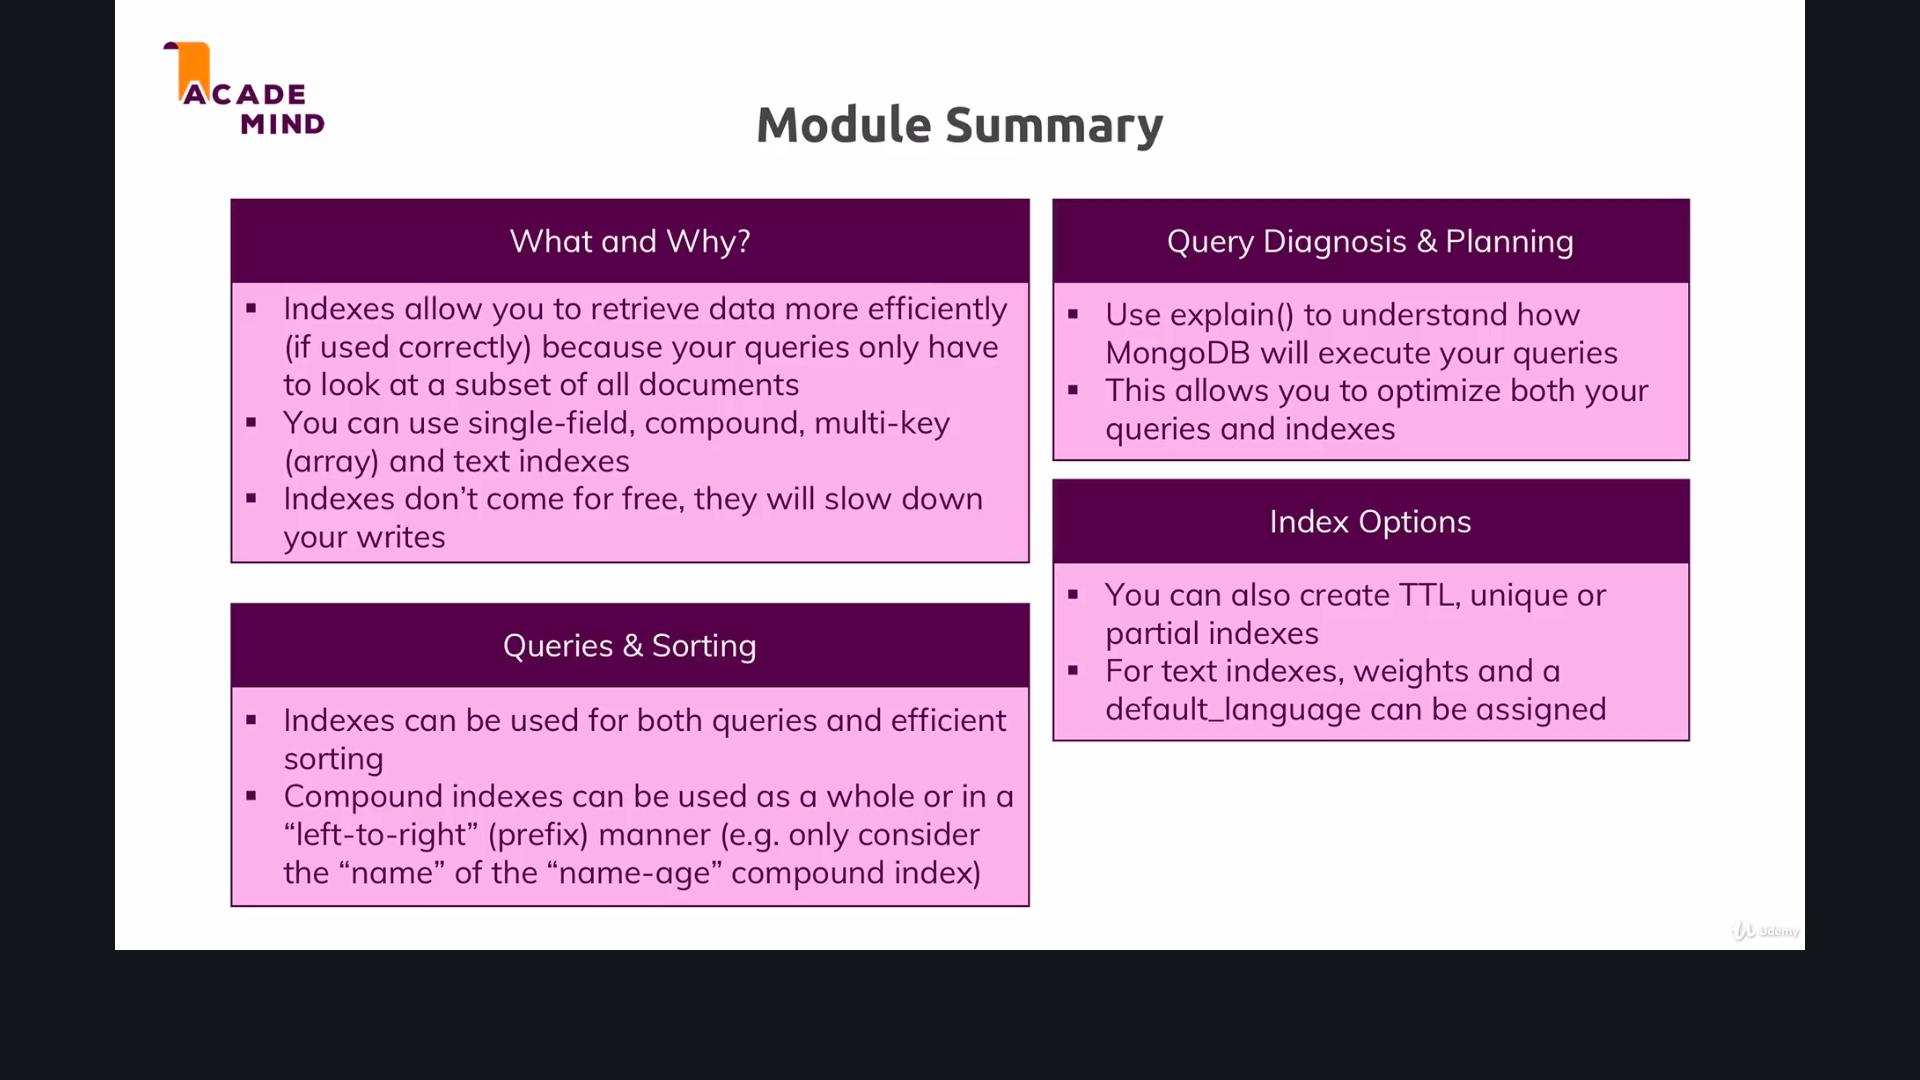 ACADE
MIND
Module Summary
What and Why?
▪ Indexes allow you to retrieve data more efficiently
(if used correctly) because your queries only have
to look at a subset of all documents
▪ You can use single-field, compound, multi-key
(array) and text indexes
▪ Indexes don’t come for free, they will slow down
your writes
Queries & Sorting
▪ Indexes can be used for both queries and efficient
sorting
▪ Compound indexes can be used as a whole or in a
“left-to-right” (prefix) manner (e.g. only consider
the “name” of the “name-age” compound index)
Query Diagnosis & Planning
▪ Use explain() to understand how
MongoDB will execute your queries
▪ This allows you to optimize both your
queries and indexes
Index Options
▪ You can also create TTL, unique or
partial indexes
▪ For text indexes, weights and a
default_language can be assigned
Udemy